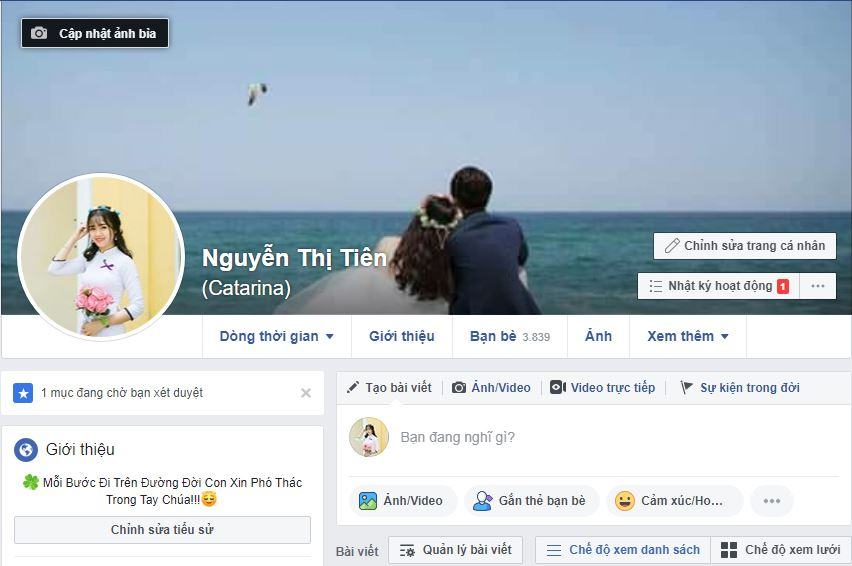 Cập nhật ảnh bìa
Nguyễn Thị Tiên
(Catarina)
Chỉnh sửa trang cá nhân
Nhật ký hoạt động 1 ...
Dòng thời gian Giới thiệu Bạn bè 3.839 Ảnh Xem thêm
1 mục đang chờ bạn xét duyệt
Giới thiệu
Mỗi Bước Đi Trên Đường Đời Con Xin Phó Thác
Trong Tay Chúa!!!
Chỉnh sửa tiểu sử
Tạo bài viết Ảnh/Video Video trực tiếp Sự kiện trong đời
Bạn đang nghĩ gì?
Ảnh/Video Gắn thẻ bạn bè Cảm xúc/Ho... ...
Bài viết Quản lý bài viết Chế độ xem danh sách Chế độ xem lưới